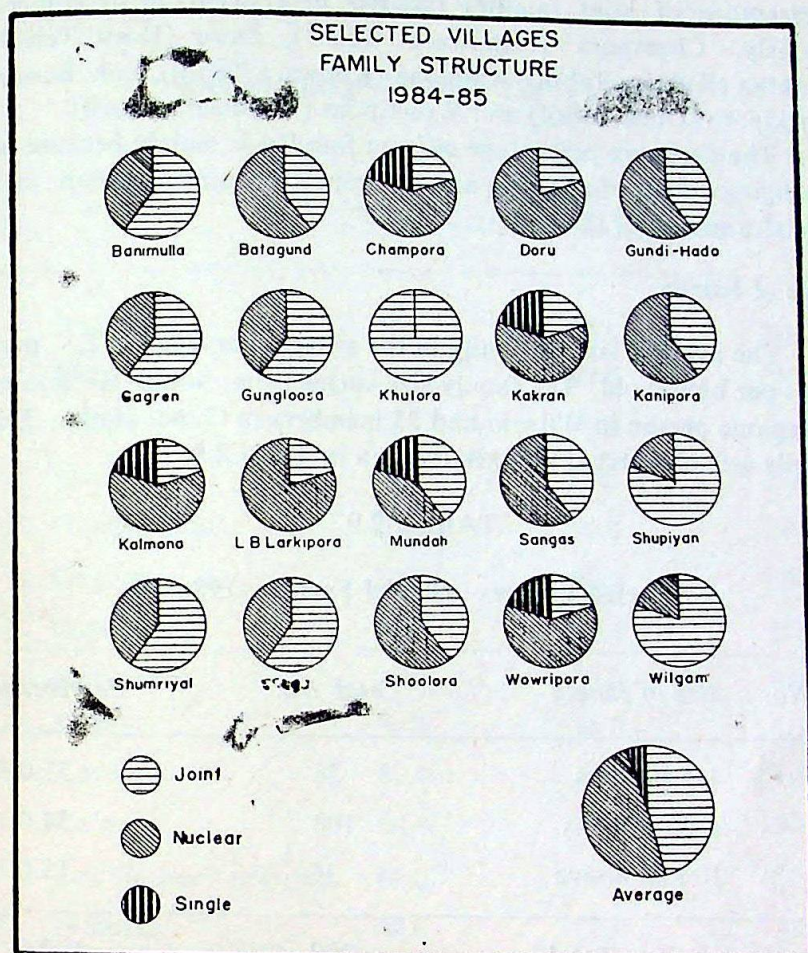 SELECTED VILLAGES
FAMILY STRUCTURE
1984-85
Banimulla Batagund Champora Doru Gundi-Hado
Gagren Gungloosa Khulora Kakran Kanipora
Kalmona L B Larkipora Mundah Sangas Shupiyan
Shumriyal Shoolora Wowripora Wilgam
Joint
Nuclear
Single
Average